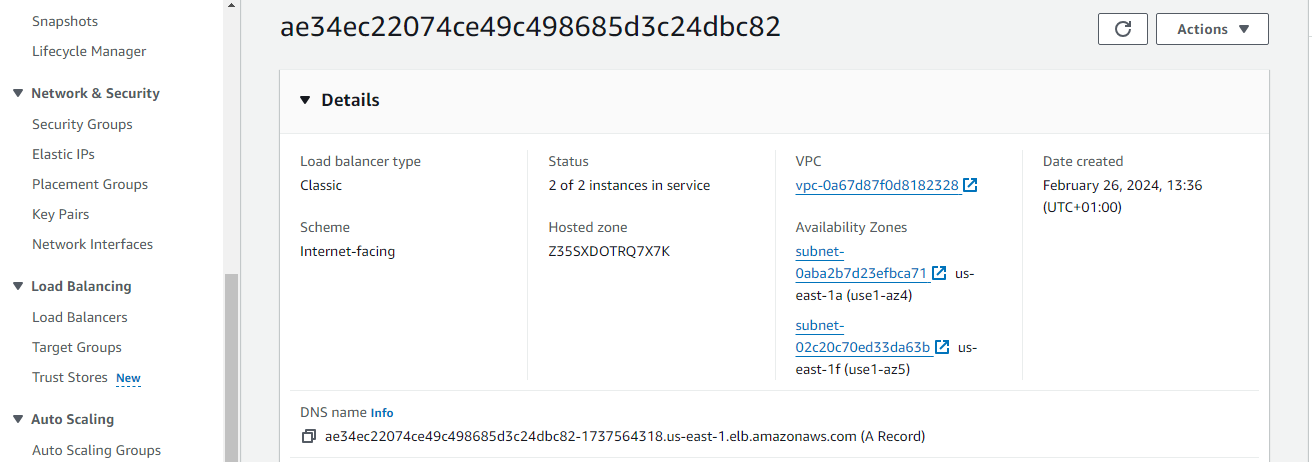 Snapshots
Lifecycle Manager
Network & Security
Security Groups
Elastic IPs
Placement Groups
Key Pairs
Network Interfaces
Load Balancing
Load Balancers
Target Groups
Trust Stores New
Auto Scaling
Auto Scaling Groups
ae34ec22074ce49c498685d3c24dbc82
Actions
Details
Load balancer type
Classic
Scheme
Internet-facing
Status
2 of 2 instances in service
Hosted zone
Z35SXDOTRQ7X7K
VPC
vpc-0a67d87f0d8182328
Availability Zones
subnet-
0aba2b7d23efbca71 us-
east-1a (use1-az4)
subnet-
02c20c70ed33da63b us-
east-1f (use1-az5)
Date created
February 26, 2024, 13:36
(UTC+01:00)
DNS name Info
ae34ec22074ce49c498685d3c24dbc82-1737564318.us-east-1.elb.amazonaws.com (A Record)